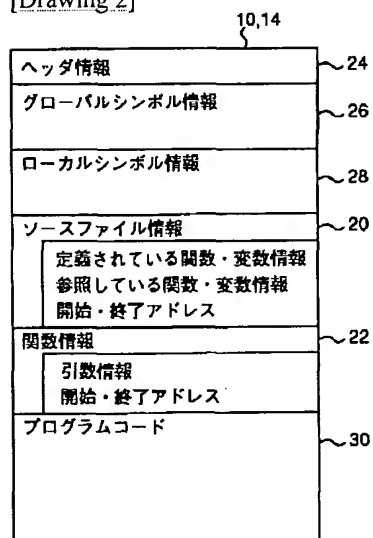 [Drawing 2]
10,14
ヘッダ情報
24
グローバルシンボル情報
26
ローカルシンボル情報
28
ソースファイル情報
20
定義されている関数・変数情報
参照している関数・変数情報
開始・終了アドレス
関数情報
22
引数情報
開始・終了アドレス
プログラムコード
30